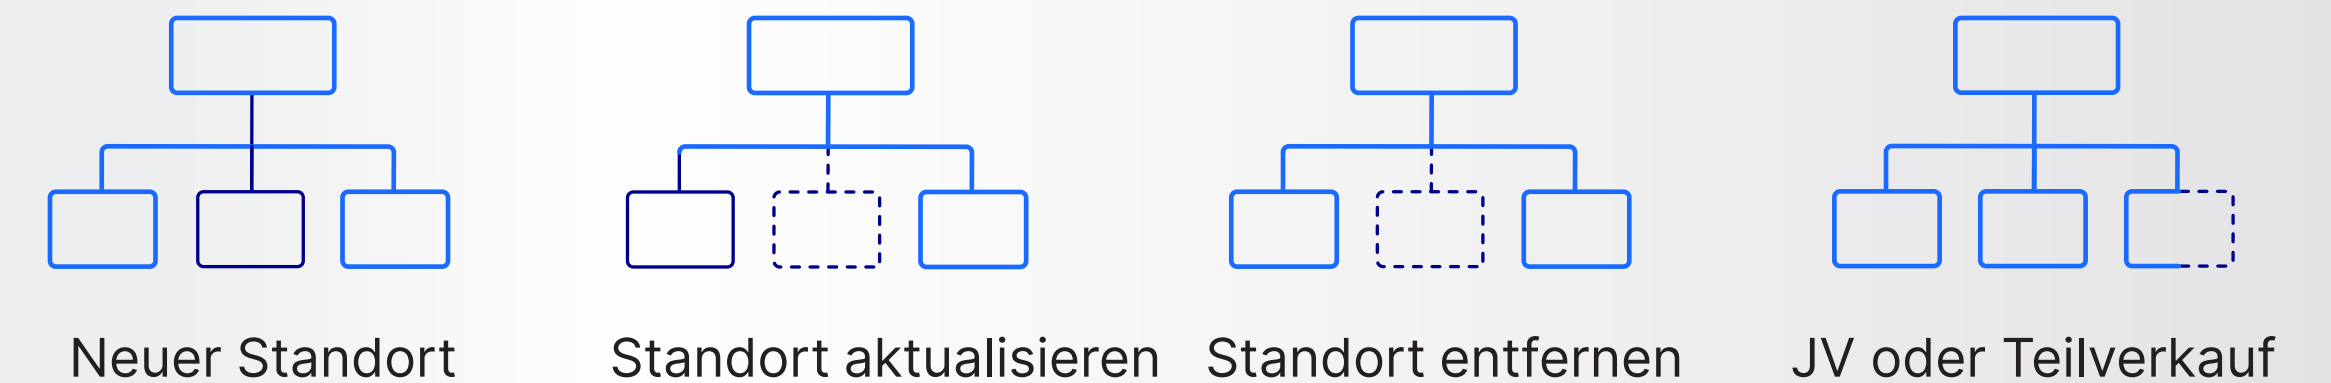 Neuer Standort
Standort aktualisieren
Standort entfernen
JV oder Teilverkauf